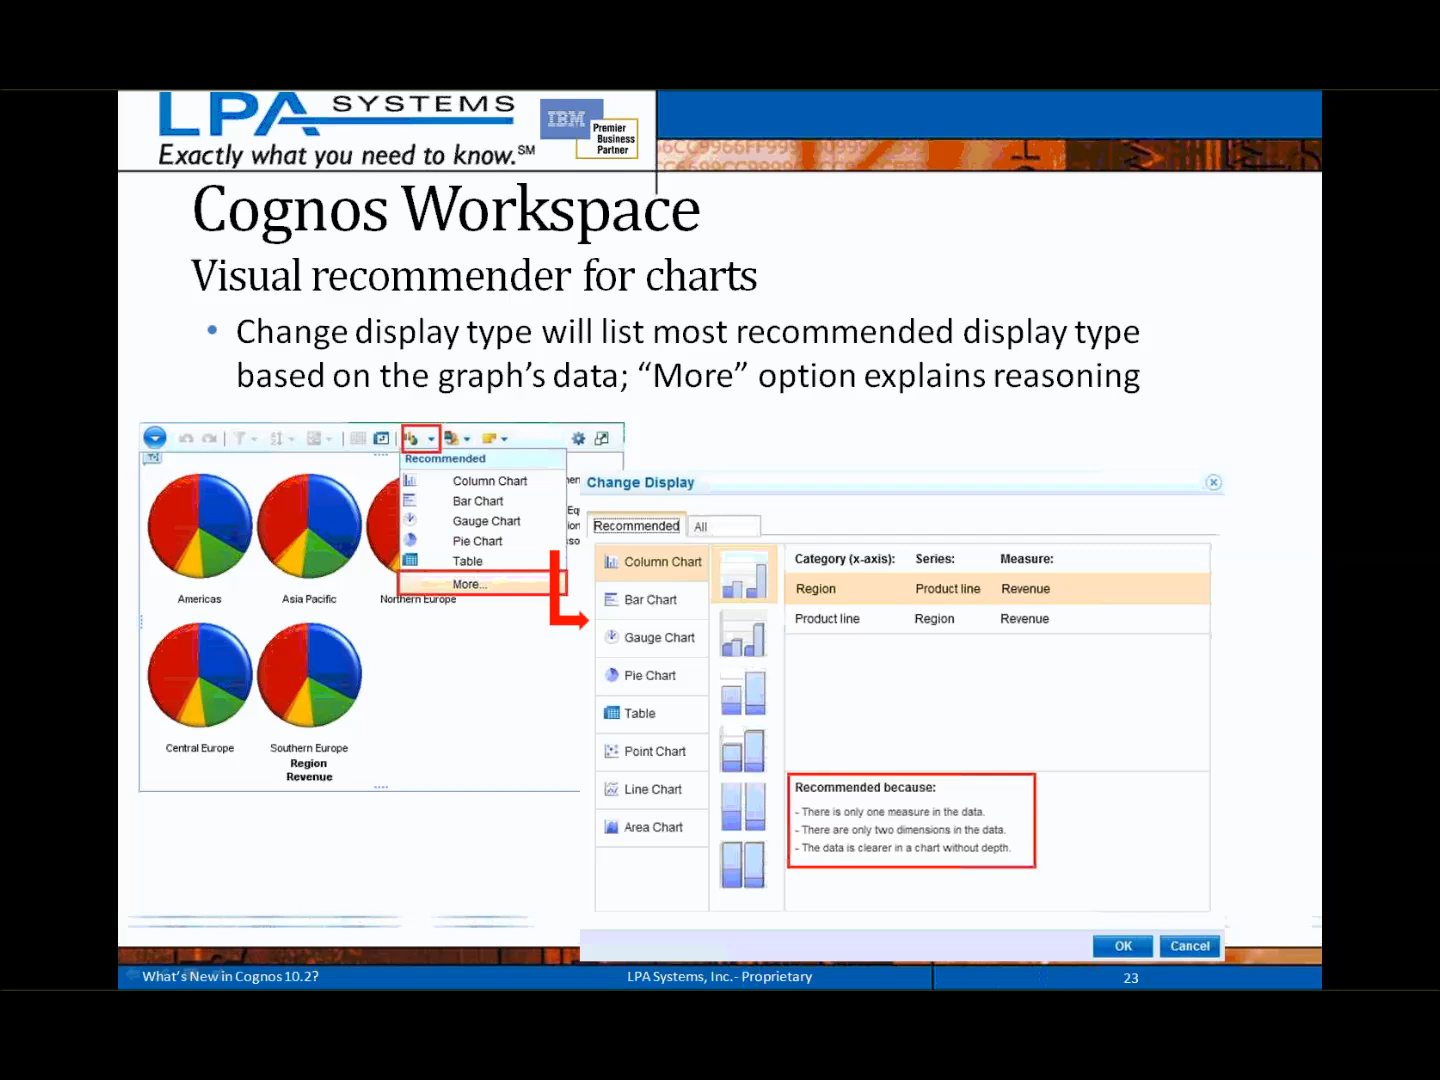 LPA SYSTEMS
Exactly what you need to know.SM
IBM
Premier
Business
Partner
Cognos Workspace
Visual recommender for charts
• Change display type will list most recommended display type
based on the graph's data; “More” option explains reasoning
Recommended
Column Chart
Bar Chart
Gauge Chart
Pie Chart
Table
More...
Americas
Asia Pacific
Northern Europe
Central Europe
Southern Europe
Region
Revenue
Change Display
Recommended
All
Column Chart
Bar Chart
Gauge Chart
Pie Chart
Table
Point Chart
Line Chart
Area Chart
Category (x-axis): Series: Measure:
Region Product line Revenue
Product line Region Revenue
Recommended because:
- There is only one measure in the data.
- There are only two dimensions in the data.
- The data is clearer in a chart without depth.
OK
Cancel
What's New in Cognos 10.2?
LPA Systems, Inc.- Proprietary
23